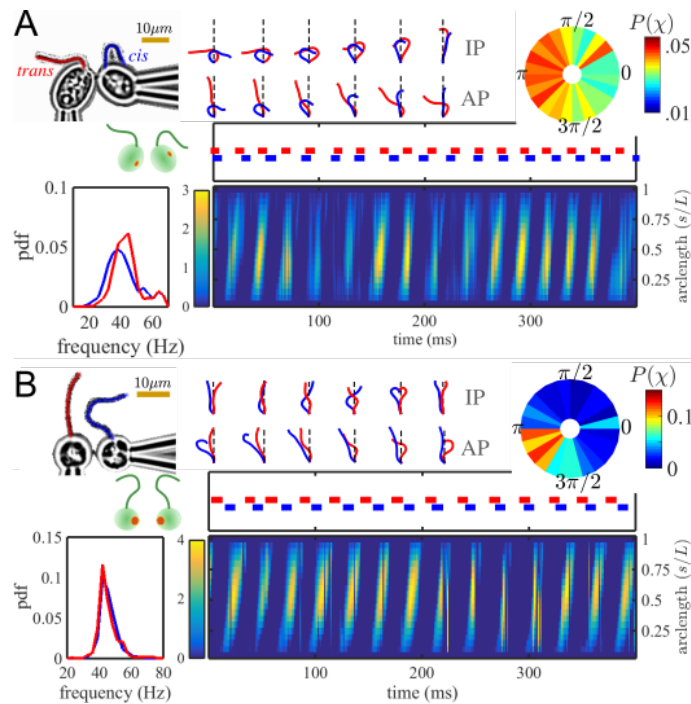 A
10μm
trans
cis
IP
AP
π/2
π
0
3π/2
P(χ)
.05
.01
0.1
0.05
0
pdf
20
40
60
frequency (Hz)
3
2
1
0
100
300
time (ms)
1
0.75
0.5
0.25
arclength (s/L)
B
10μm
IP
AP
π/2
π
0
3π/2
P(χ)
0.1
0
0.15
0.1
0.05
0
pdf
20
40
60
80
frequency (Hz)
4
2
0
100
300
time (ms)
1
0.75
0.5
0.25
arclength (s/L)